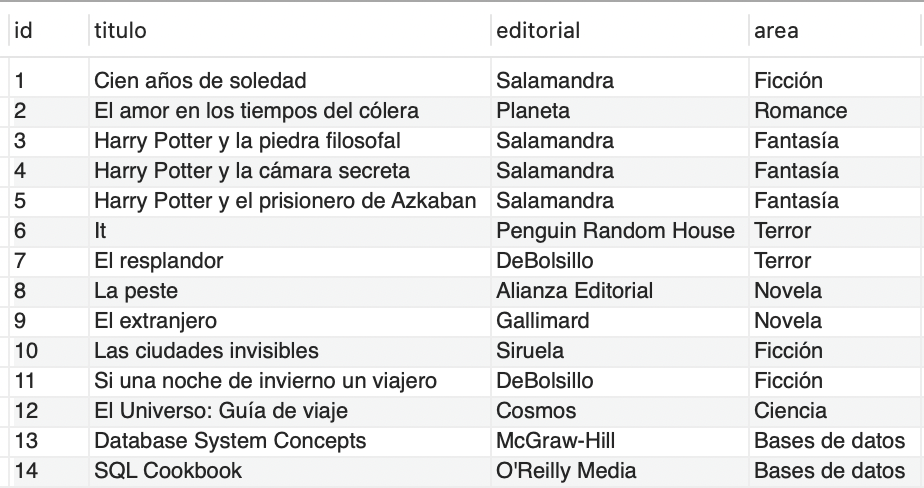 id titulo editorial area
1 Cien años de soledad Salamandra Ficción
2 El amor en los tiempos del cólera Planeta Romance
3 Harry Potter y la piedra filosofal Salamandra Fantasía
4 Harry Potter y la cámara secreta Salamandra Fantasía
5 Harry Potter y el prisionero de Azkaban Salamandra Fantasía
6 It Penguin Random House Terror
7 El resplandor DeBolsillo Terror
8 La peste Alianza Editorial Novela
9 El extranjero Gallimard Novela
10 Las ciudades invisibles Siruela Ficción
11 Si una noche de invierno un viajero DeBolsillo Ficción
12 El Universo: Guía de viaje Cosmos Ciencia
13 Database System Concepts McGraw-Hill Bases de datos
14 SQL Cookbook O'Reilly Media Bases de datos